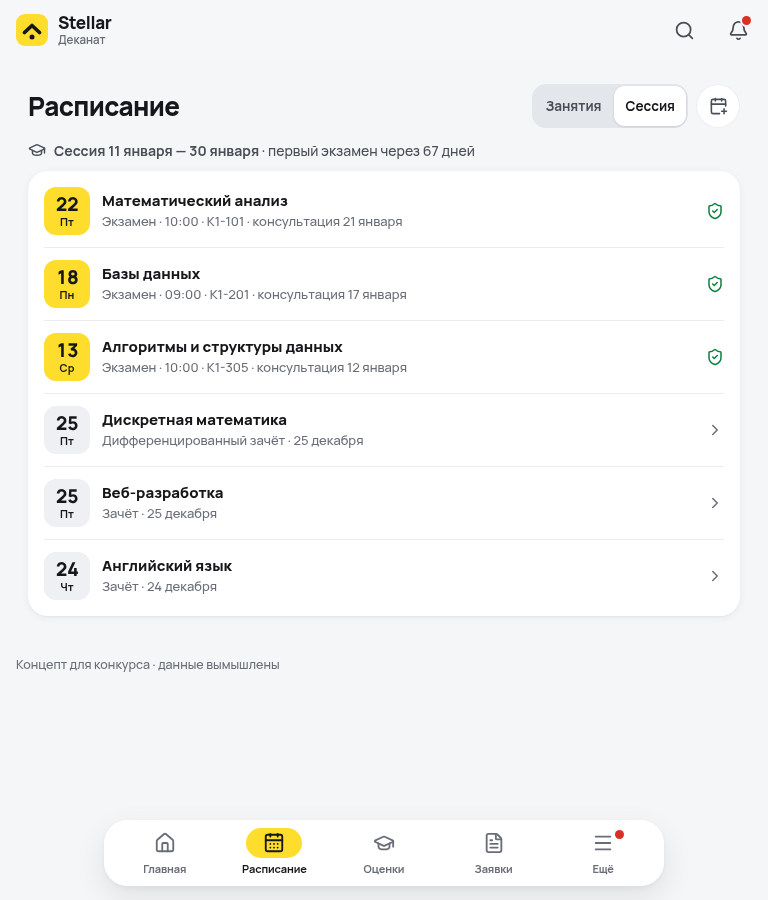 Stellar
Деканат
Расписание
Занятия
Сессия
Сессия 11 января — 30 января · первый экзамен через 67 дней
22
Пт
Математический анализ
Экзамен · 10:00 · К1-101 · консультация 21 января
18
Пн
Базы данных
Экзамен · 09:00 · К1-201 · консультация 17 января
13
Ср
Алгоритмы и структуры данных
Экзамен · 10:00 · К1-305 · консультация 12 января
25
Пт
Дискретная математика
Дифференцированный зачёт · 25 декабря
25
Пт
Веб-разработка
Зачёт · 25 декабря
24
Чт
Английский язык
Зачёт · 24 декабря
Концепт для конкурса · данные вымышлены
Главная
Расписание
Оценки
Заявки
Ещё